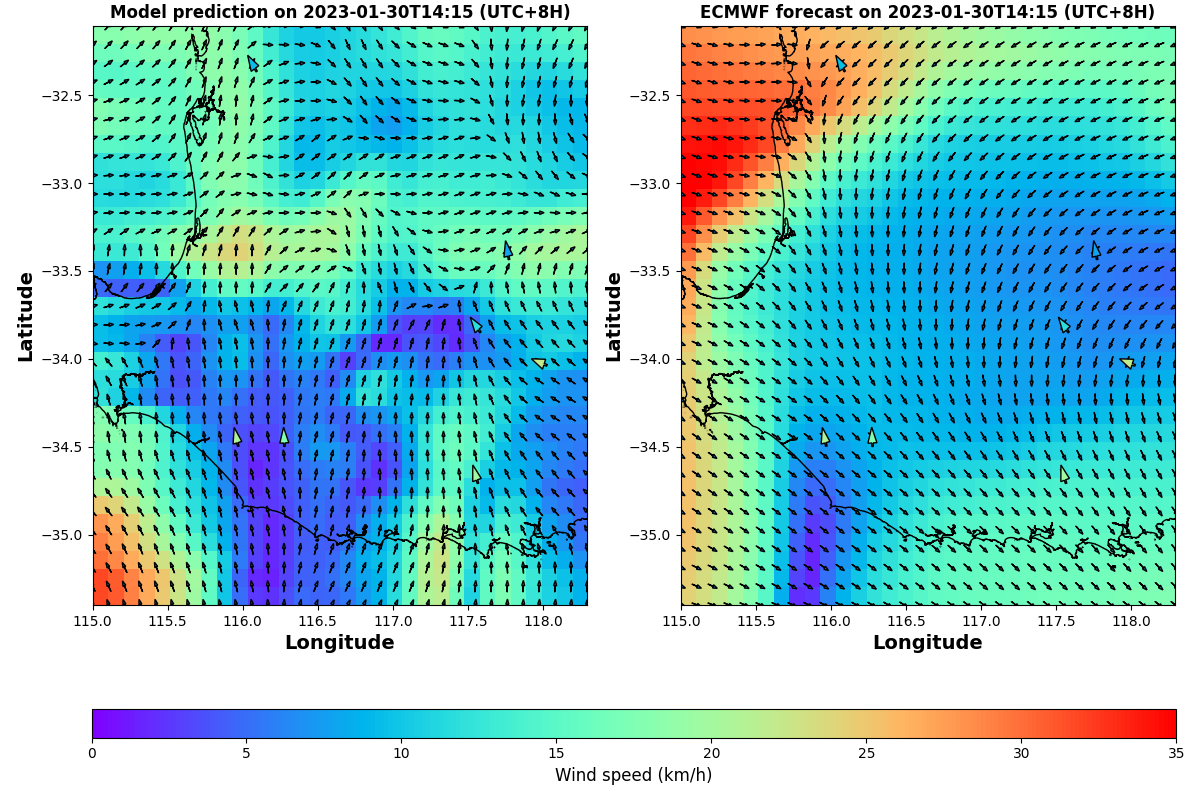 Model prediction on 2023-01-30T14:15 (UTC+8H)
ECMWF forecast on 2023-01-30T14:15 (UTC+8H)
Latitude
−32.5
−33.0
−33.5
−34.0
−34.5
−35.0
115.0 115.5 116.0 116.5 117.0 117.5 118.0
Longitude
Latitude
−32.5
−33.0
−33.5
−34.0
−34.5
−35.0
115.0 115.5 116.0 116.5 117.0 117.5 118.0
Longitude
0 5 10 15 20 25 30 35
Wind speed (km/h)